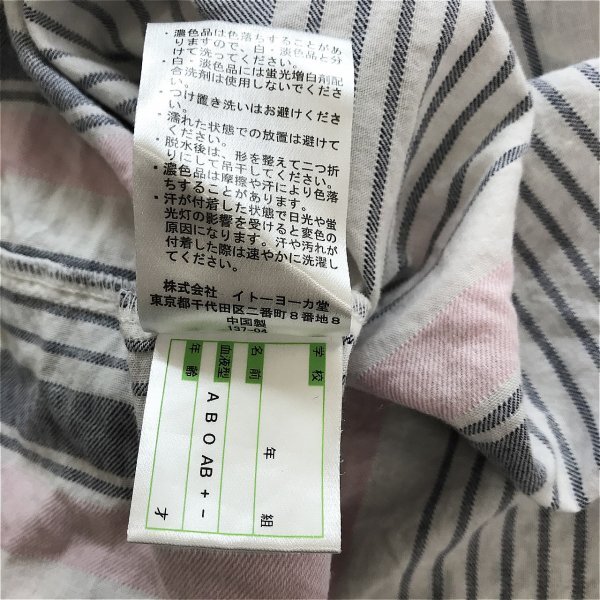 ・濃色品は色落ちすることがあ
りますので、白・淡色品と分
けて洗ってください。
・白・淡色品には蛍光増白剤配
合洗剤は使用しないでくださ
い。
・つけ置き洗いはお避けくださ
い。
・濡れた状態での放置は避けて
ください。
・脱水後は、形を整えて二つ折
りにして吊干してください。
・濃色品は摩擦や汗により色落
ちすることがあります。
・汗が付着した状態で日光や蛍
光灯の影響を受けると変色の
原因になります。汗や汚れが
付着した際は速やかに洗濯し
てください。
株式会社 イトーヨーカ堂
東京都千代田区二番町8番地8
中国製
137-04
学校
年 組
名前
血液型 A B O AB + -
年齢 才